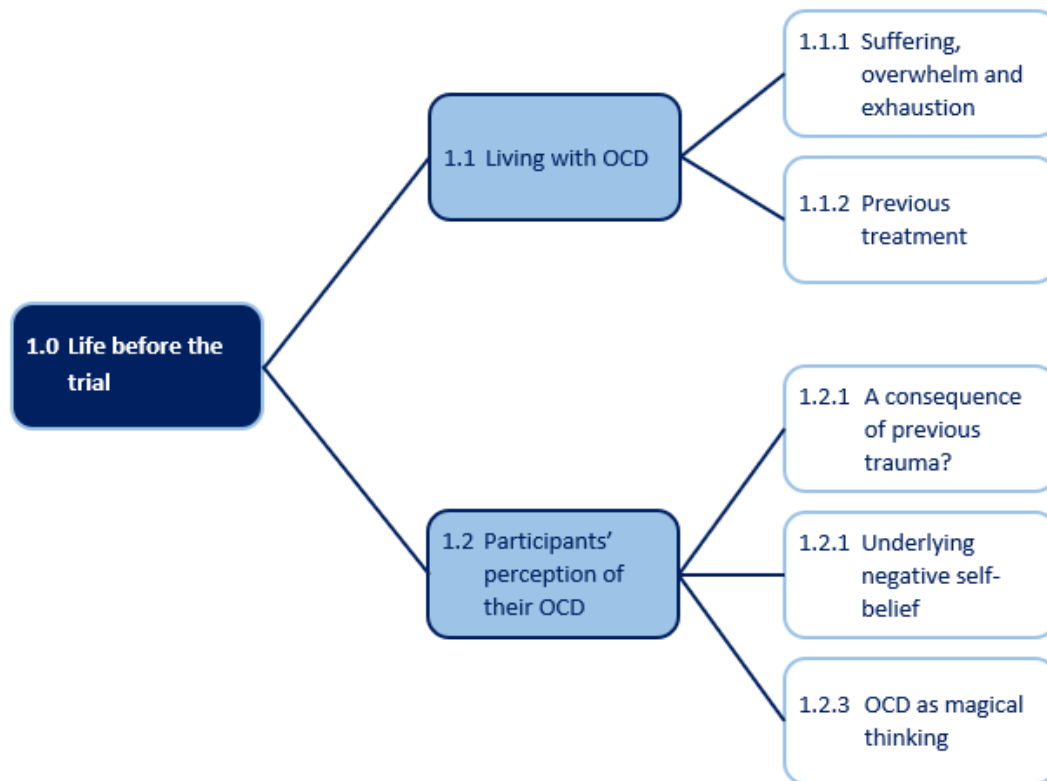 1.0 Life before the
trial
1.1 Living with OCD
1.1.1 Suffering,
overwhelm and
exhaustion
1.1.2 Previous
treatment
1.2 Participants’
perception of
their OCD
1.2.1 A consequence
of previous
trauma?
1.2.1 Underlying
negative self-
belief
1.2.3 OCD as magical
thinking